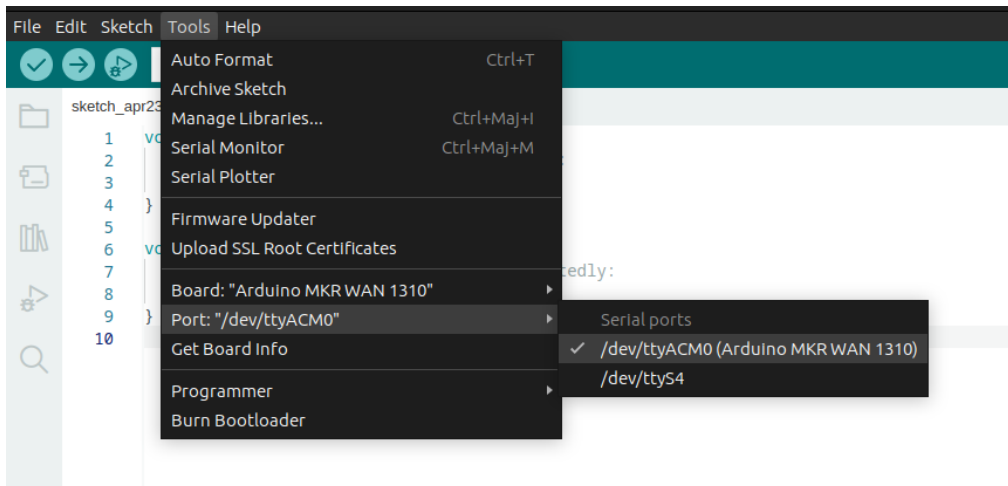 File Edit Sketch Tools Help
sketch_apr23
Auto Format Ctrl+T
Archive Sketch
Manage Libraries... Ctrl+Maj+I
Serial Monitor Ctrl+Maj+M
Serial Plotter
Firmware Updater
Upload SSL Root Certificates
Board: "Arduino MKR WAN 1310"
Port: "/dev/ttyACM0"
Get Board Info
Programmer
Burn Bootloader
Serial ports
/dev/ttyACM0 (Arduino MKR WAN 1310)
/dev/ttyS4
1 vo
2 :
3
4 }
5
6 vo
7 tedly:
8
9 }
10